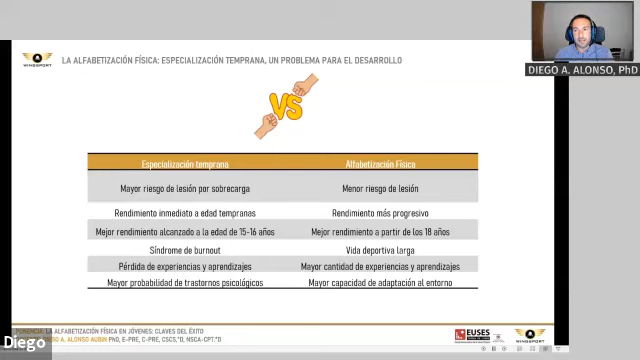 WINGSPORT
LA ALFABETIZACIÓN FÍSICA: ESPECIALIZACIÓN TEMPRANA, UN PROBLEMA PARA EL DESARROLLO
DIEGO A. ALONSO, PhD
VS
Especialización temprana Alfabetización Física
Mayor riesgo de lesión por sobrecarga Menor riesgo de lesión
Rendimiento inmediato a edad tempranas Rendimiento más progresivo
Mejor rendimiento alcanzado a la edad de 15-16 años Mejor rendimiento a partir de los 18 años
Síndrome de burnout Vida deportiva larga
Pérdida de experiencias y aprendizajes Mayor cantidad de experiencias y aprendizajes
Mayor probabilidad de trastornos psicológicos Mayor capacidad de adaptación al entorno
PONENCIA: LA ALFABETIZACIÓN FÍSICA EN JÓVENES: CLAVES DEL ÉXITO
DIEGO A. ALONSO AUBIN PhD, E-PRE, C-PRE, CSCS,*D, NSCA-CPT,*D
Diego
EUSES
WINGSPORT